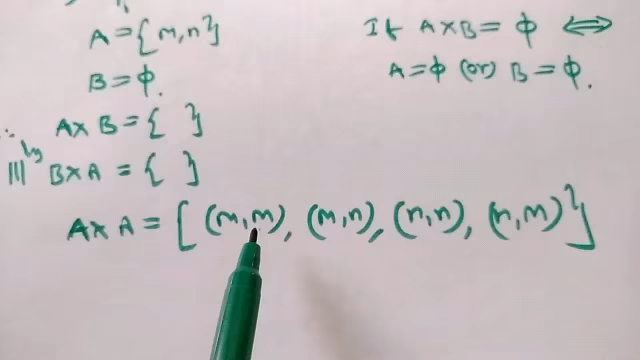 A = {m, n}
B = ϕ.
∴ A x B = { }
|||ly B x A = { }
A x A = [ (m, m), (m, n), (n, n), (n, m) } ]
If A x B = ϕ ⟺
A = ϕ (or) B = ϕ.